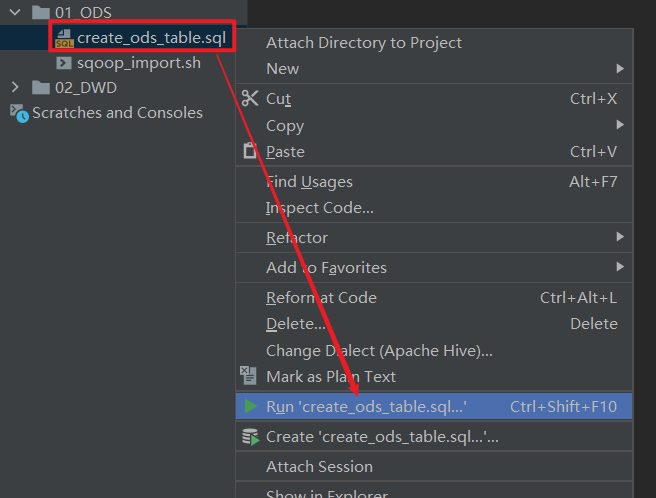 01_ODS
create_ods_table.sql
sqoop_import.sh
02_DWD
Scratches and Consoles
Attach Directory to Project
New
Cut Ctrl+X
Copy
Paste Ctrl+V
Find Usages Alt+F7
Inspect Code...
Refactor
Add to Favorites
Reformat Code Ctrl+Alt+L
Delete... Delete
Change Dialect (Apache Hive)...
Mark as Plain Text
Run 'create_ods_table.sql...' Ctrl+Shift+F10
Create 'create_ods_table.sql...'...
Attach Session
Show in Explorer